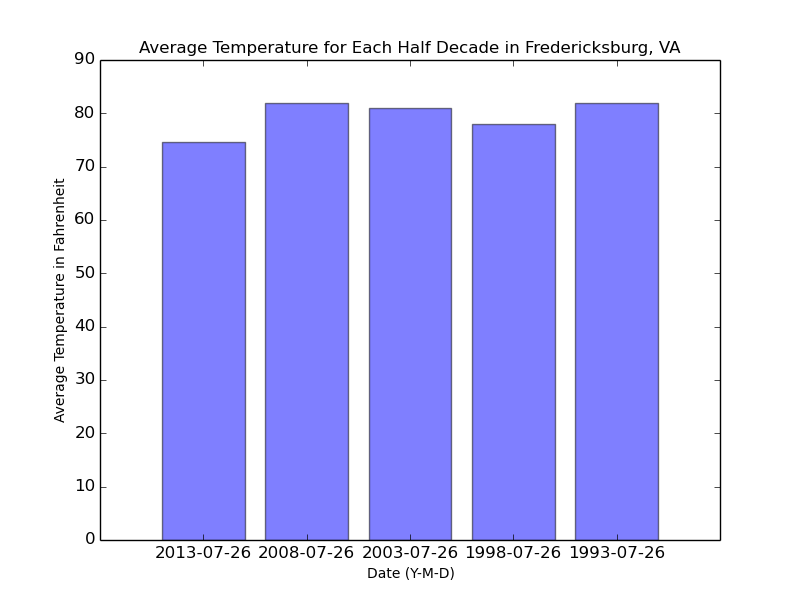 Average Temperature for Each Half Decade in Fredericksburg, VA
90
80
70
60
50
40
30
20
10
0
Average Temperature in Fahrenheit
2013-07-26 2008-07-26 2003-07-26 1998-07-26 1993-07-26
Date (Y-M-D)